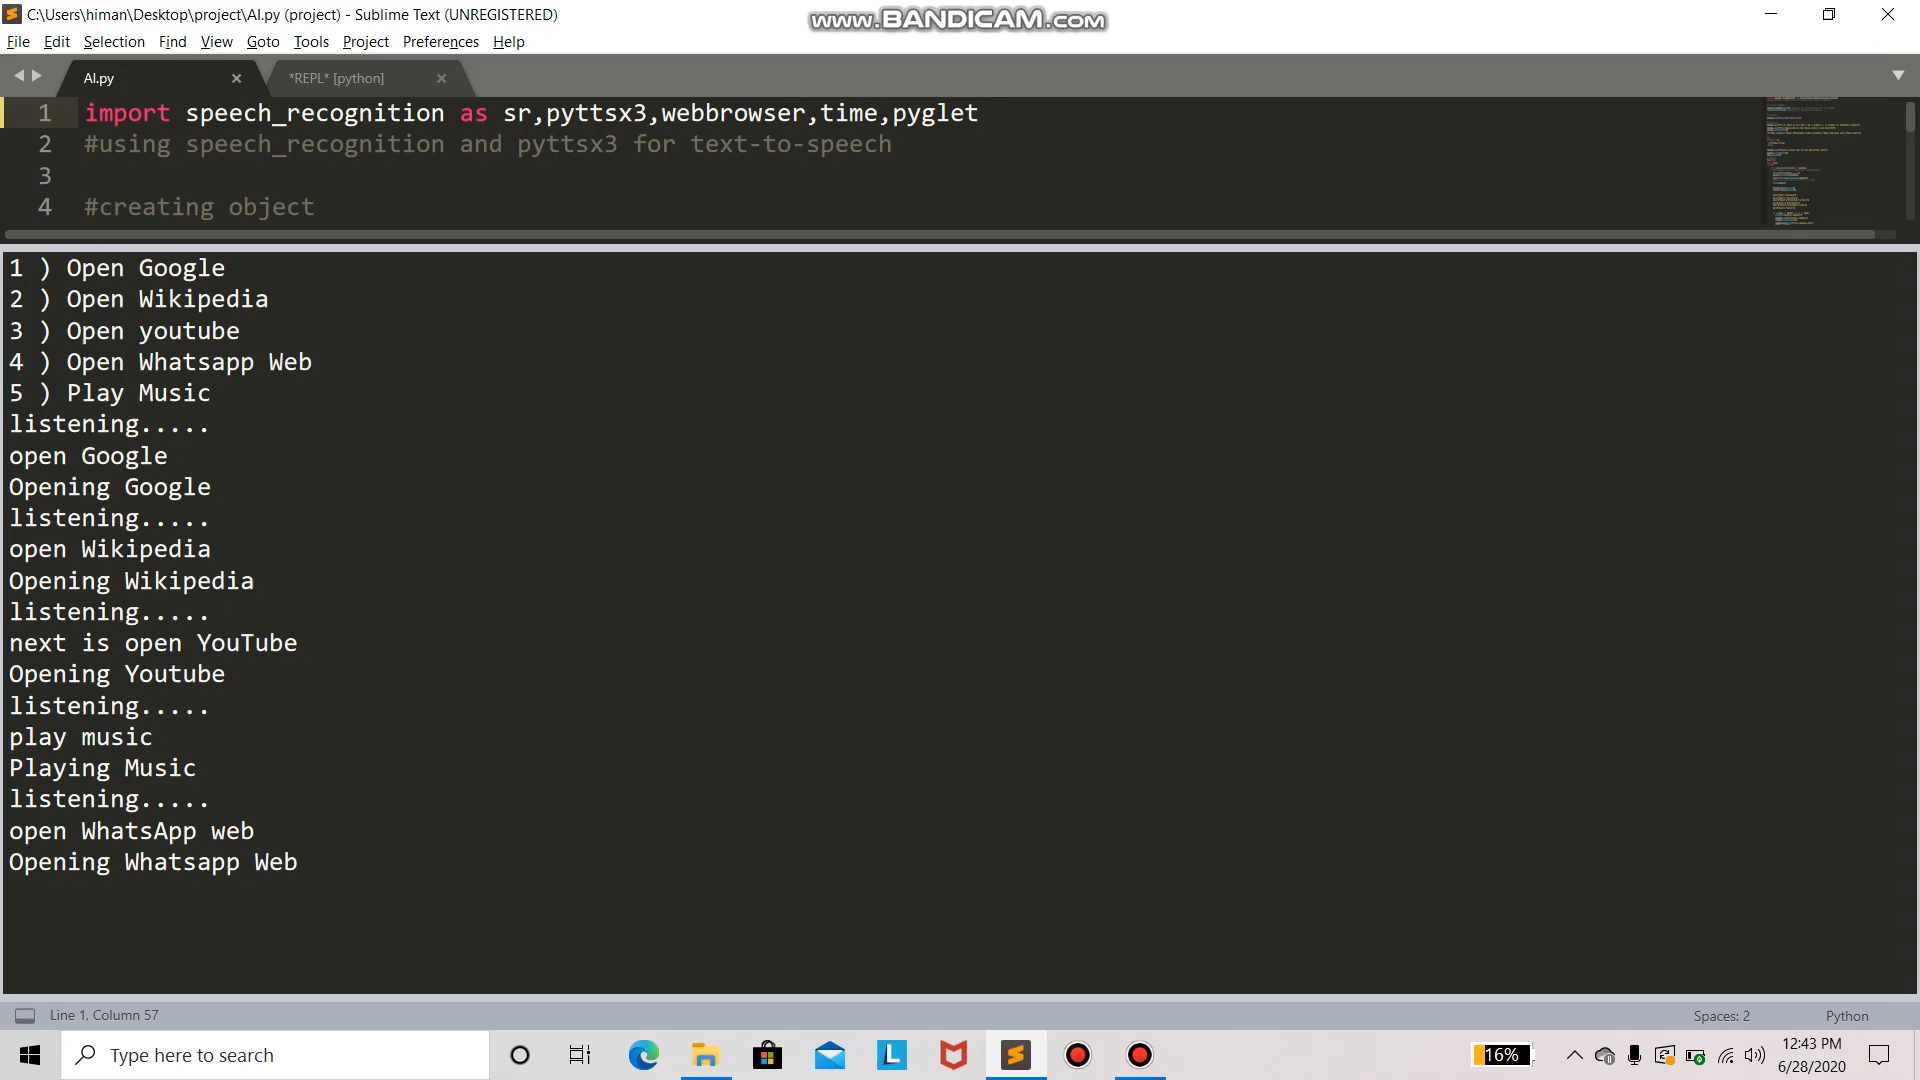 C:\Users\himan\Desktop\project\AI.py (project) - Sublime Text (UNREGISTERED)
www.BANDICAM.com
File Edit Selection Find View Goto Tools Project Preferences Help
AI.py
*REPL* [python]
1 import speech_recognition as sr,pyttsx3,webbrowser,time,pyglet
2 #using speech_recognition and pyttsx3 for text-to-speech
3
4 #creating object
1 ) Open Google
2 ) Open Wikipedia
3 ) Open youtube
4 ) Open Whatsapp Web
5 ) Play Music
listening.....
open Google
Opening Google
listening.....
open Wikipedia
Opening Wikipedia
listening.....
next is open YouTube
Opening Youtube
listening.....
play music
Playing Music
listening.....
open WhatsApp web
Opening Whatsapp Web
Line 1, Column 57
Spaces: 2
Python
Type here to search
L
16%
12:43 PM
6/28/2020